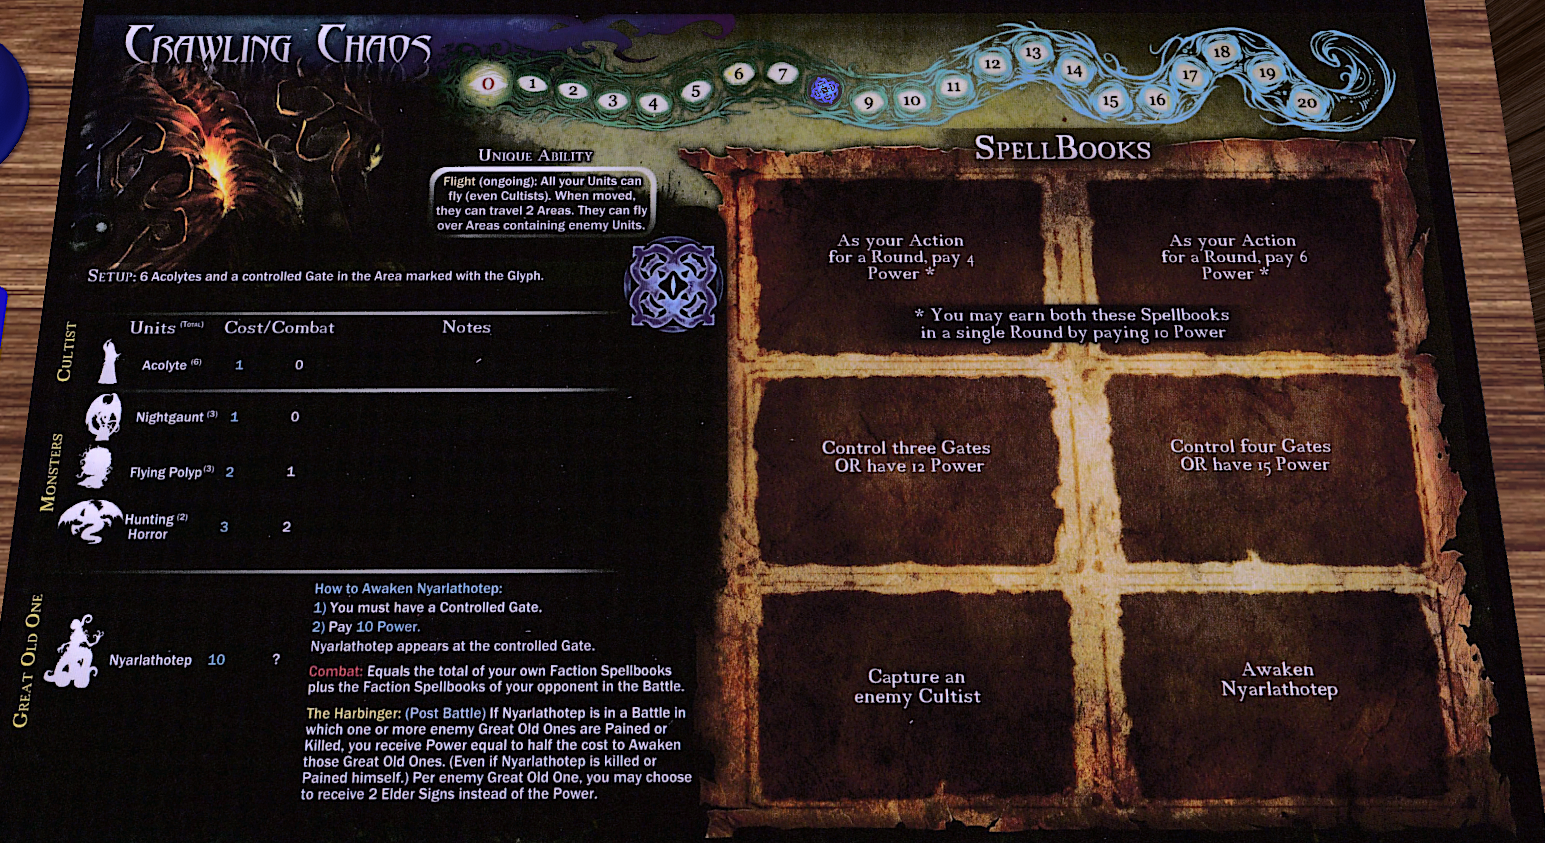 Crawling Chaos
0 1 2 3 4 5 6 7 9 10 11 12 13 14 15 16 17 18 19 20
Unique Ability
Flight (ongoing): All your Units can
fly (even Cultists). When moved,
they can travel 2 Areas. They can fly
over Areas containing enemy Units.
Setup: 6 Acolytes and a controlled Gate in the Area marked with the Glyph.
Units (Total) Cost/Combat Notes
Cultist
Acolyte (6) 1 0
Monsters
Nightgaunt (3) 1 0
Flying Polyp (3) 2 1
Hunting (2)
Horror 3 2
Great Old One
Nyarlathotep 10 ?
How to Awaken Nyarlathotep:
1) You must have a Controlled Gate.
2) Pay 10 Power.
Nyarlathotep appears at the controlled Gate.
Combat: Equals the total of your own Faction Spellbooks
plus the Faction Spellbooks of your opponent in the Battle.
The Harbinger: (Post Battle) If Nyarlathotep is in a Battle in
which one or more enemy Great Old Ones are Pained or
Killed, you receive Power equal to half the cost to Awaken
those Great Old Ones. (Even if Nyarlathotep is killed or
Pained himself.) Per enemy Great Old One, you may choose
to receive 2 Elder Signs instead of the Power.
SpellBooks
As your Action
for a Round, pay 4
Power *
As your Action
for a Round, pay 6
Power *
* You may earn both these Spellbooks
in a single Round by paying 10 Power
Control three Gates
OR have 12 Power
Control four Gates
OR have 15 Power
Capture an
enemy Cultist
Awaken
Nyarlathotep